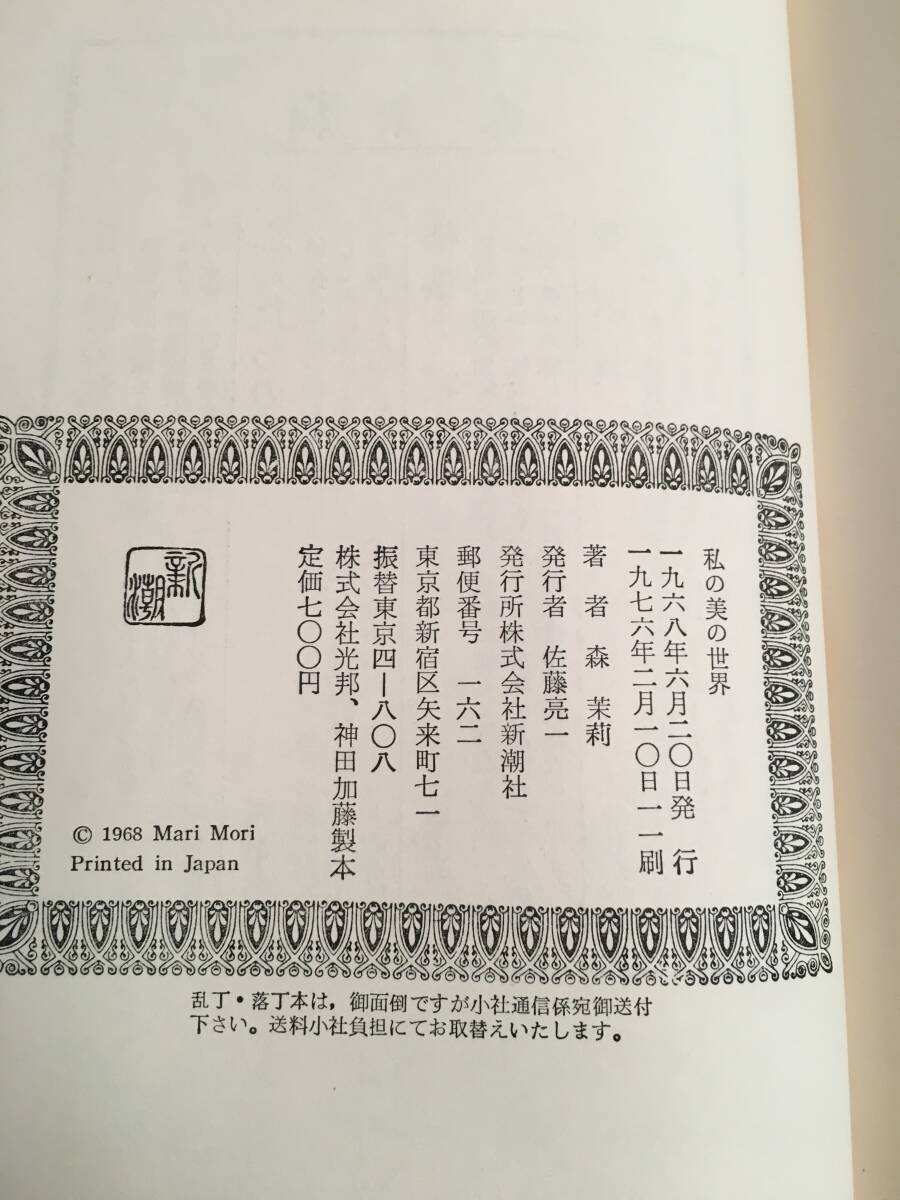 私の美の世界
一九六八年六月二〇日発　行
一九七六年二月一〇日一一刷
著　者　森　茉莉
発行者　佐藤亮一
発行所株式会社新潮社
郵便番号　一六二
東京都新宿区矢来町七一
振替東京四―八〇八
株式会社光邦、神田加藤製本
定価七〇〇円
新潮
© 1968 Mari Mori
Printed in Japan
乱丁・落丁本は，御面倒ですが小社通信係宛御送付
下さい。送料小社負担にてお取替えいたします。